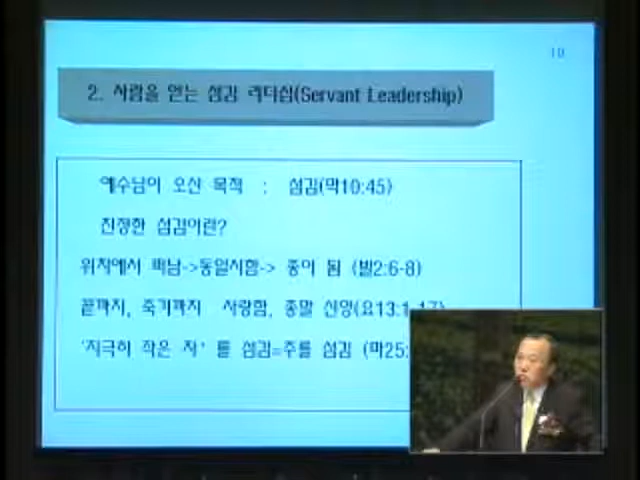 10
2. 사람을 얻는 섬김 리더십(Servant Leadership)
예수님이 오신 목적 : 섬김(막10:45)
진정한 섬김이란?
위치에서 떠남->동일시함-> 종이 됨 (빌2:6-8)
끝까지, 죽기까지 사랑함, 종말 신앙(요13:1-17)
'지극히 작은 자' 를 섬김=주를 섬김 (마25: